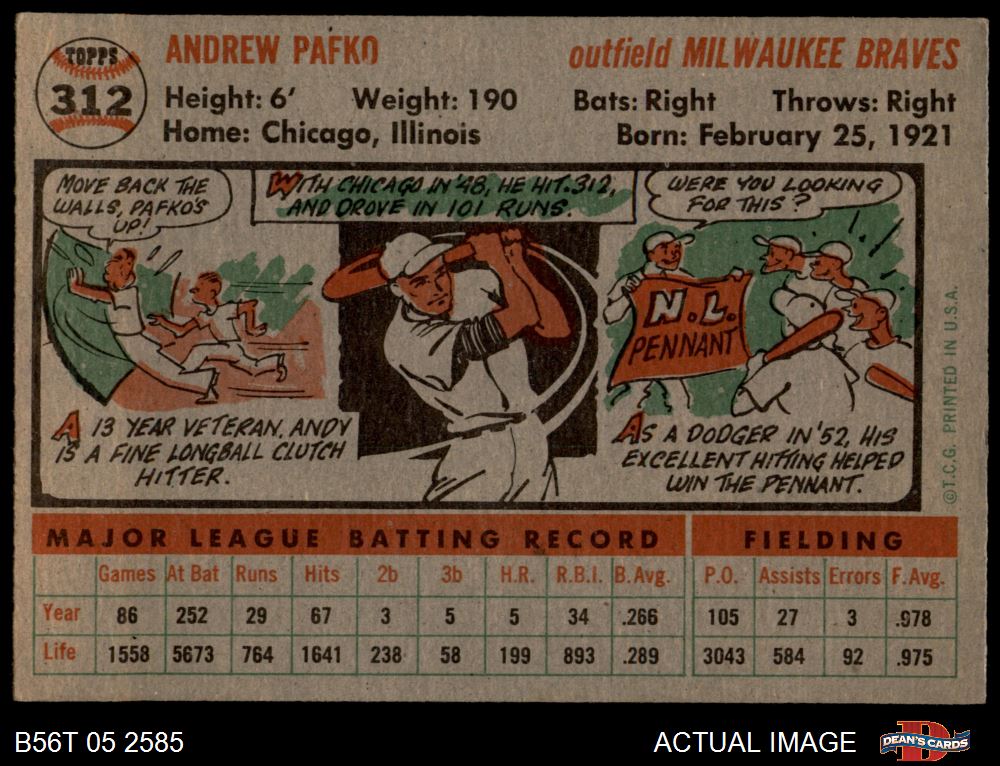 TOPPS
312
ANDREW PAFKO
outfield MILWAUKEE BRAVES
Height: 6' Weight: 190 Bats: Right Throws: Right
Home: Chicago, Illinois Born: February 25, 1921
MOVE BACK THE
WALLS, PAFKO'S
UP!
WITH CHICAGO IN '48, HE HIT .312,
AND DROVE IN 101 RUNS.
WERE YOU LOOKING
FOR THIS?
N.L.
PENNANT
A 13 YEAR VETERAN, ANDY
IS A FINE LONGBALL CLUTCH
HITTER.
AS A DODGER IN '52, HIS
EXCELLENT HITTING HELPED
WIN THE PENNANT.
©T.C.G. PRINTED IN U.S.A.
MAJOR LEAGUE BATTING RECORD FIELDING
Games At Bat Runs Hits 2b 3b H.R. R.B.I. B.Avg. P.O. Assists Errors F.Avg.
Year 86 252 29 67 3 5 5 34 .266 105 27 3 .978
Life 1558 5673 764 1641 238 58 199 893 .289 3043 584 92 .975
B56T 05 2585
ACTUAL IMAGE
D
DEAN'S CARDS